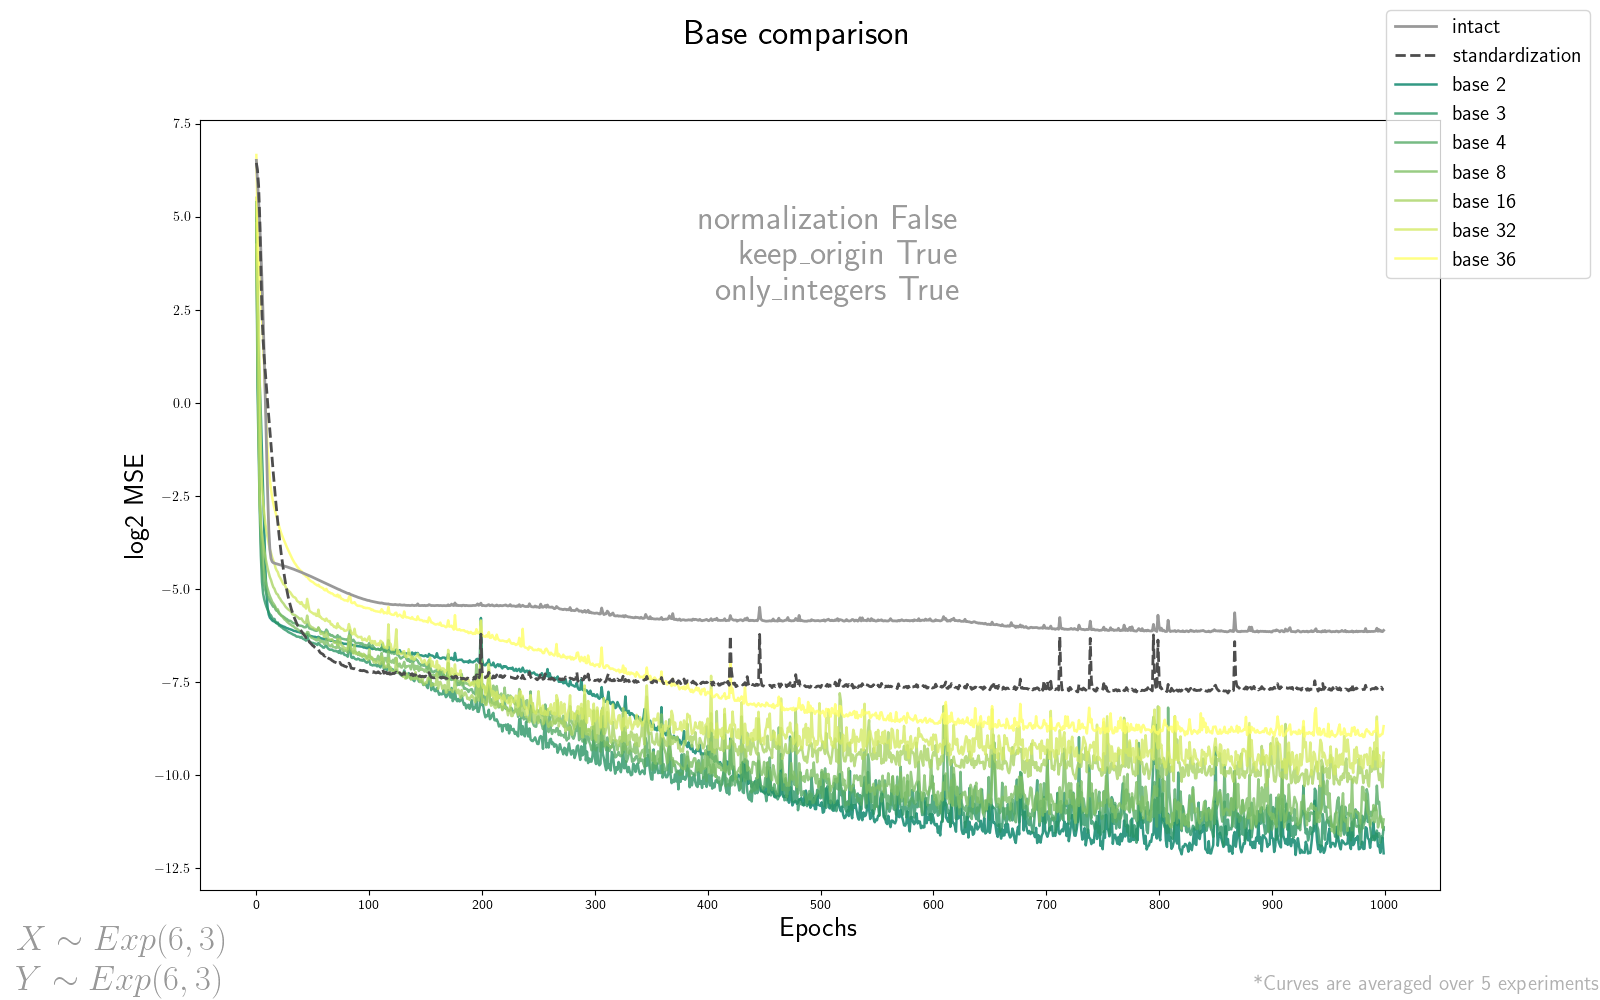 Base comparison
intact
standardization
base 2
base 3
base 4
base 8
base 16
base 32
base 36
normalization False
keep_origin True
only_integers True
log2 MSE
7.5
5.0
2.5
0.0
−2.5
−5.0
−7.5
−10.0
−12.5
0 100 200 300 400 500 600 700 800 900 1000
Epochs
X ∼ Exp(6, 3)
Y ∼ Exp(6, 3)
*Curves are averaged over 5 experiments